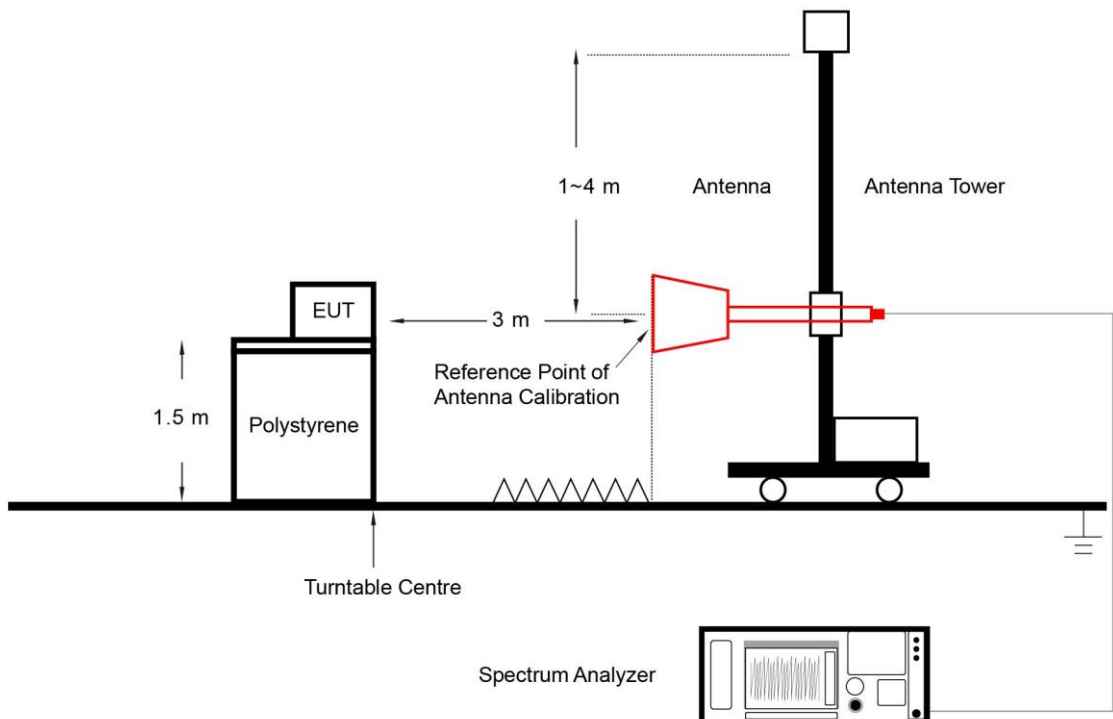 1~4 m
Antenna
Antenna Tower
EUT
3 m
Reference Point of
Antenna Calibration
1.5 m
Polystyrene
Turntable Centre
Spectrum Analyzer